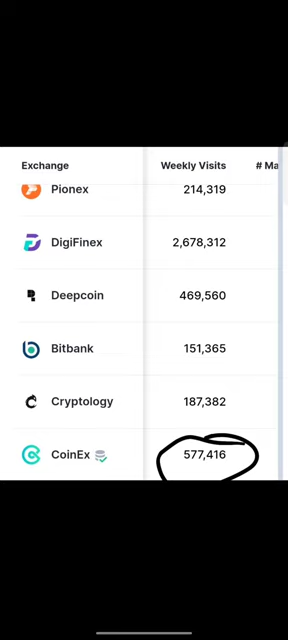 Exchange Weekly Visits # Ma
Pionex 214,319
DigiFinex 2,678,312
Deepcoin 469,560
Bitbank 151,365
Cryptology 187,382
CoinEx 577,416